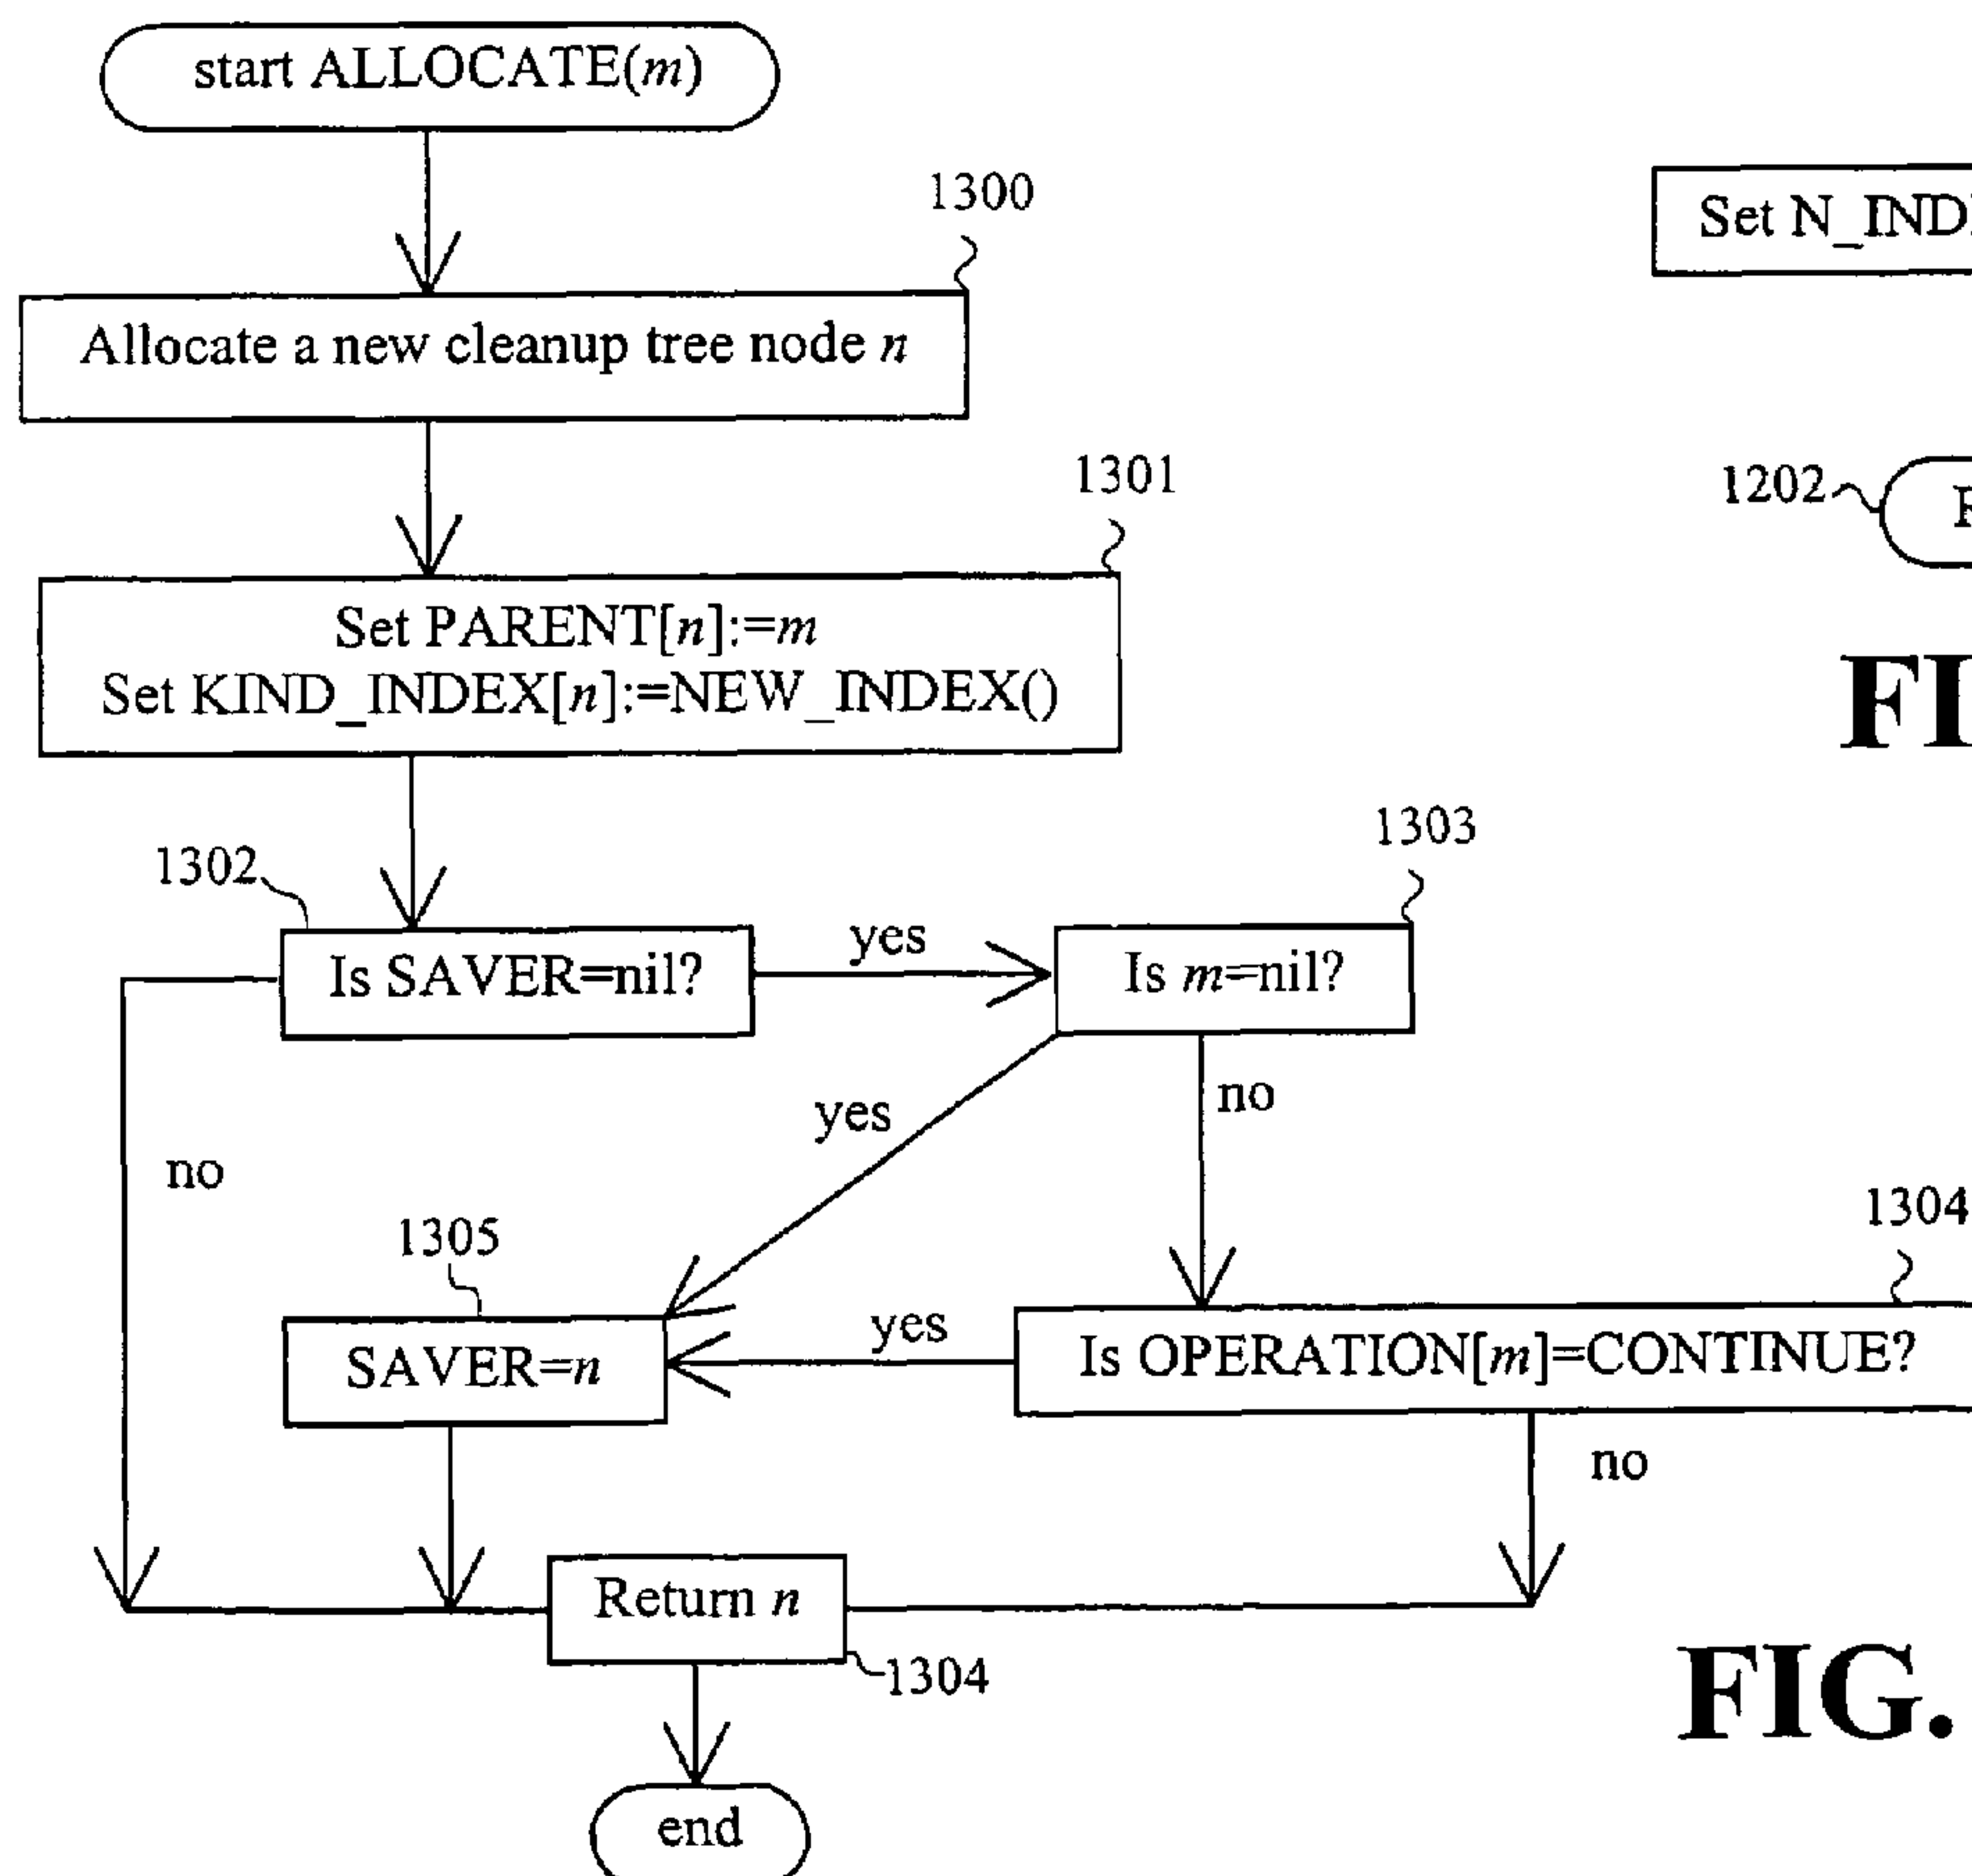 start ALLOCATE(m)
1300
Allocate a new cleanup tree node n
1301
Set PARENT[n]:=m
Set KIND_INDEX[n]:=NEW_INDEX()
1302
Is SAVER=nil?
yes
1303
Is m=nil?
no
yes
no
1305
SAVER=n
yes
1304
Is OPERATION[m]=CONTINUE?
no
Return n
1304
end
Set N_IND
1202
FIG.